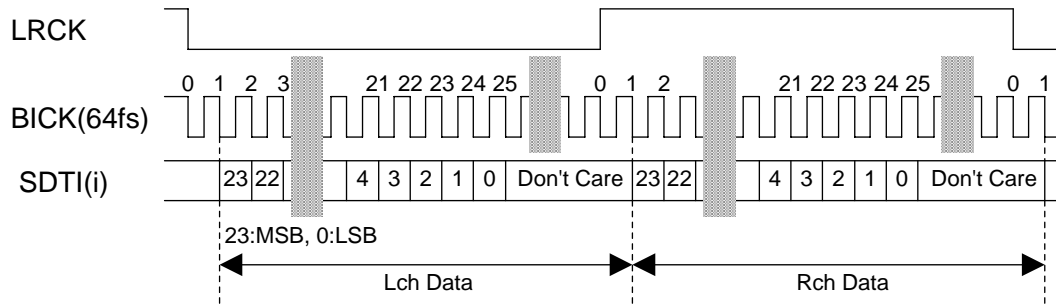 LRCK
0 1 2 3 21 22 23 24 25 0 1 2 21 22 23 24 25 0 1
BICK(64fs)
SDTI(i) 23 22 4 3 2 1 0 Don't Care 23 22 4 3 2 1 0 Don't Care
23:MSB, 0:LSB
Lch Data Rch Data